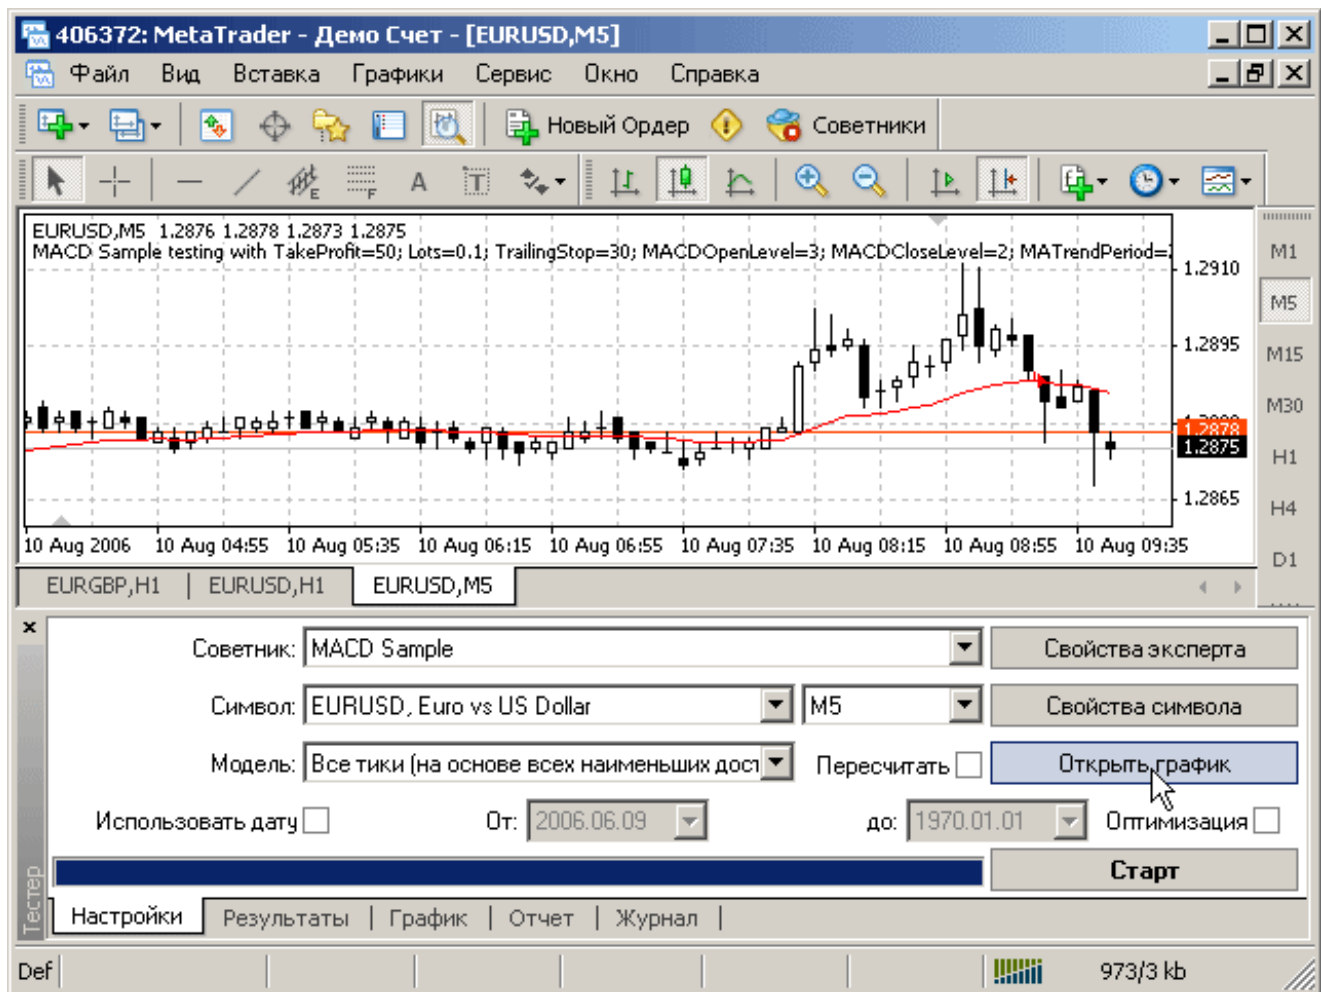 406372: MetaTrader - Демо Счет - [EURUSD,M5]
Файл Вид Вставка Графики Сервис Окно Справка
Новый Ордер Советники
E F A T
EURUSD,M5 1.2876 1.2878 1.2873 1.2875
MACD Sample testing with TakeProfit=50; Lots=0.1; TrailingStop=30; MACDOpenLevel=3; MACDCloseLevel=2; MATrendPeriod=
1.2910
1.2895
1.2878
1.2875
1.2865
10 Aug 2006 10 Aug 04:55 10 Aug 05:35 10 Aug 06:15 10 Aug 06:55 10 Aug 07:35 10 Aug 08:15 10 Aug 08:55 10 Aug 09:35
M1
M5
M15
M30
H1
H4
D1
EURGBP,H1 | EURUSD,H1 EURUSD,M5
Советник: MACD Sample Свойства эксперта
Символ: EURUSD, Euro vs US Dollar M5 Свойства символа
Модель: Все тики (на основе всех наименьших дост Пересчитать Открыть график
Использовать дату От: 2006.06.09 до: 1970.01.01 Оптимизация
Старт
Тестер
Настройки Результаты | График | Отчет | Журнал |
Def 973/3 kb